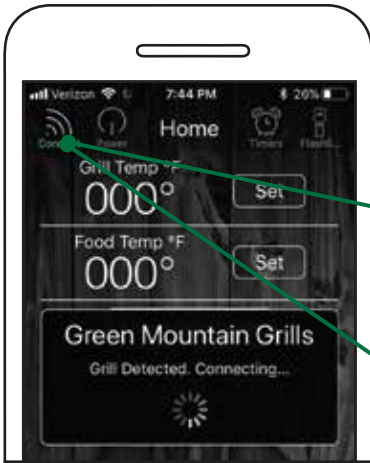 Verizon 7:44 PM 26%
Power Home Timers
Grill Temp °F
000° Set
Food Temp °F
000° Set
Green Mountain Grills
Grill Detected. Connecting...